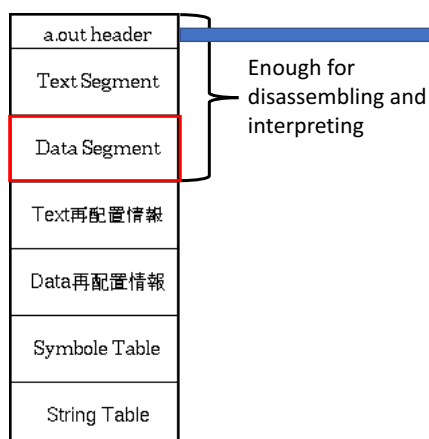 a.out header
Text Segment
Data Segment
Text再配置情報
Data再配置情報
Symbole Table
String Table
Enough for
disassembling and
interpreting